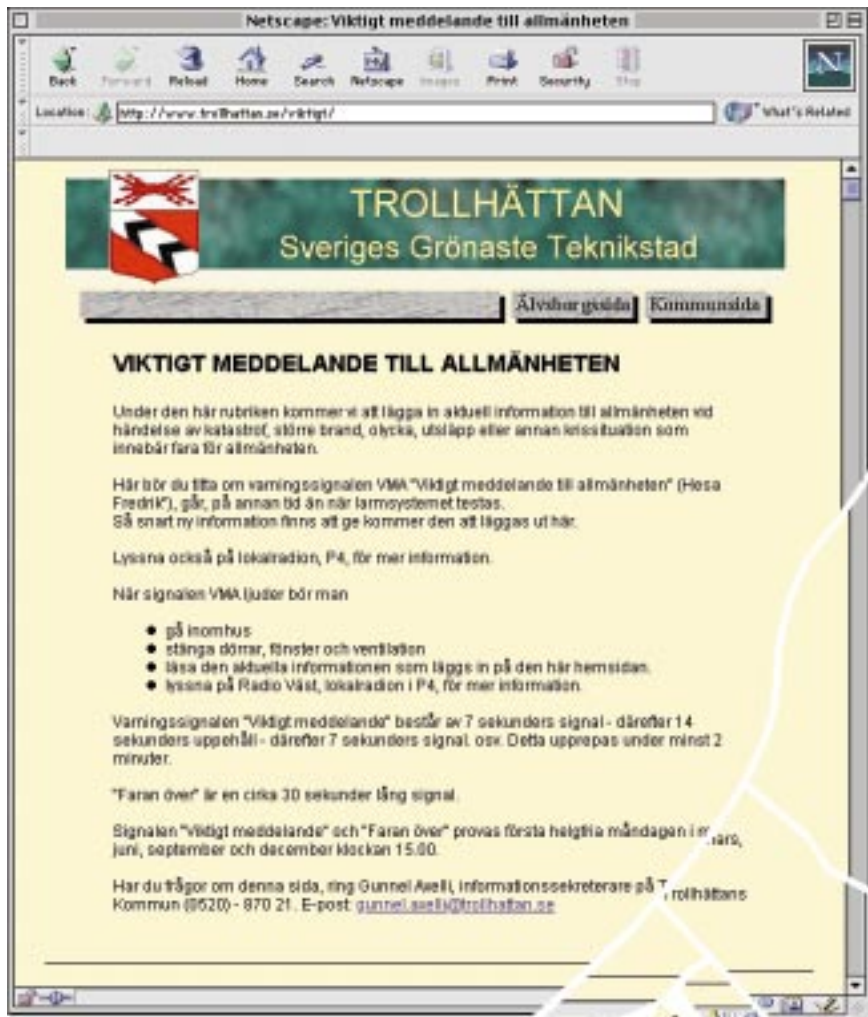 Netscape: Viktigt meddelande till allmänheten
Back Forward Reload Home Search Netscape Images Print Security Stop
Location: http://www.trollhattan.se/viktigt/ What's Related
TROLLHÄTTAN
Sveriges Grönaste Teknikstad
Älvsborgssida Kommunsida
VIKTIGT MEDDELANDE TILL ALLMÄNHETEN
Under den här rubriken kommer vi att lägga in aktuell information till allmänheten vid
händelse av katastrof, större brand, olycka, utsläpp eller annan krissituation som
innebär fara för allmänheten.
Här bör du titta om varningssignalen VMA "Viktigt meddelande till allmänheten" (Hesa
Fredrik"), går, på annan tid än när larmsystemet testas.
Så snart ny information finns att ge kommer den att läggas ut här.
Lyssna också på lokalradion, P4, för mer information.
När signalen VMA ljuder bör man
● gå inomhus
● stänga dörrar, fönster och ventilation
● läsa den aktuella informationen som läggs in på den här hemsidan.
● lyssna på Radio Väst, lokalradion i P4, för mer information.
Varningssignalen "Viktigt meddelande" består av 7 sekunders signal - därefter 14
sekunders uppehåll - därefter 7 sekunders signal. osv. Detta upprepas under minst 2
minuter.
"Faran över" är en cirka 30 sekunder lång signal.
Signalen "Viktigt meddelande" och "Faran över" provas första helgfria måndagen i mars,
juni, september och december klockan 15.00.
Har du frågor om denna sida, ring Gunnel Axelli, informationssekreterare på Trollhättans
Kommun (0520) - 870 21. E-post: gunnel.axelli@trollhattan.se